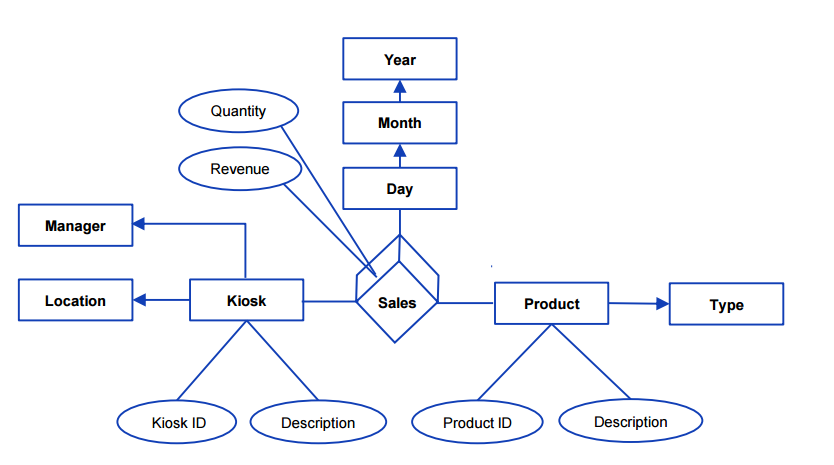 Year
Quantity
Month
Revenue
Day
Manager
Location
Kiosk
Sales
Product
Type
Kiosk ID
Description
Product ID
Description